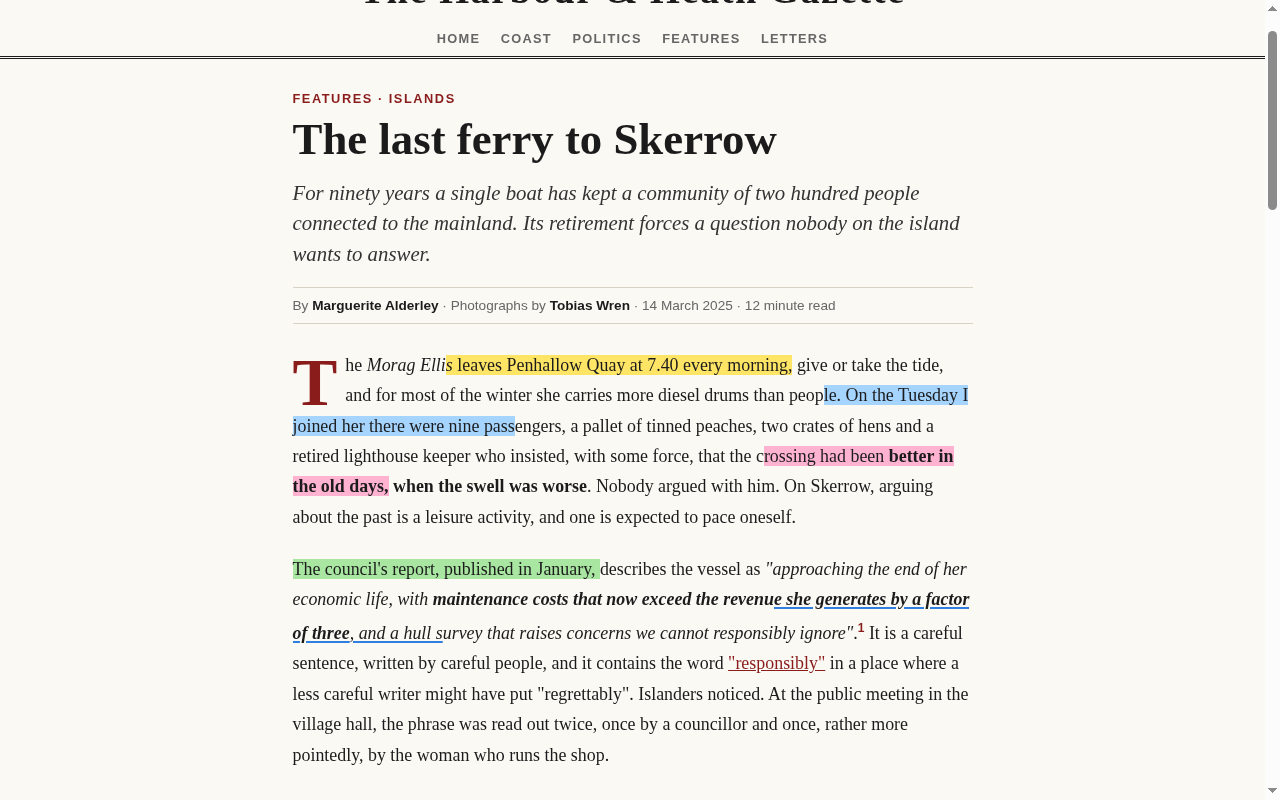 The Harbour & Heath Gazette
HOME COAST POLITICS FEATURES LETTERS
FEATURES · ISLANDS
The last ferry to Skerrow
For ninety years a single boat has kept a community of two hundred people
connected to the mainland. Its retirement forces a question nobody on the island
wants to answer.
By Marguerite Alderley · Photographs by Tobias Wren · 14 March 2025 · 12 minute read
The Morag Ellis leaves Penhallow Quay at 7.40 every morning, give or take the tide,
and for most of the winter she carries more diesel drums than people. On the Tuesday I
joined her there were nine passengers, a pallet of tinned peaches, two crates of hens and a
retired lighthouse keeper who insisted, with some force, that the crossing had been better in
the old days, when the swell was worse. Nobody argued with him. On Skerrow, arguing
about the past is a leisure activity, and one is expected to pace oneself.
The council's report, published in January, describes the vessel as "approaching the end of her
economic life, with maintenance costs that now exceed the revenue she generates by a factor
of three, and a hull survey that raises concerns we cannot responsibly ignore".1 It is a careful
sentence, written by careful people, and it contains the word "responsibly" in a place where a
less careful writer might have put "regrettably". Islanders noticed. At the public meeting in the
village hall, the phrase was read out twice, once by a councillor and once, rather more
pointedly, by the woman who runs the shop.